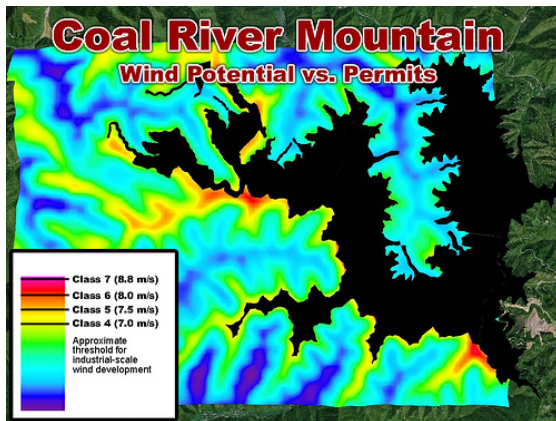 Coal River Mountain
Wind Potential vs. Permits
Class 7 (8.8 m/s)
Class 6 (8.0 m/s)
Class 5 (7.5 m/s)
Class 4 (7.0 m/s)
Approximate
threshold for
industrial-scale
wind development